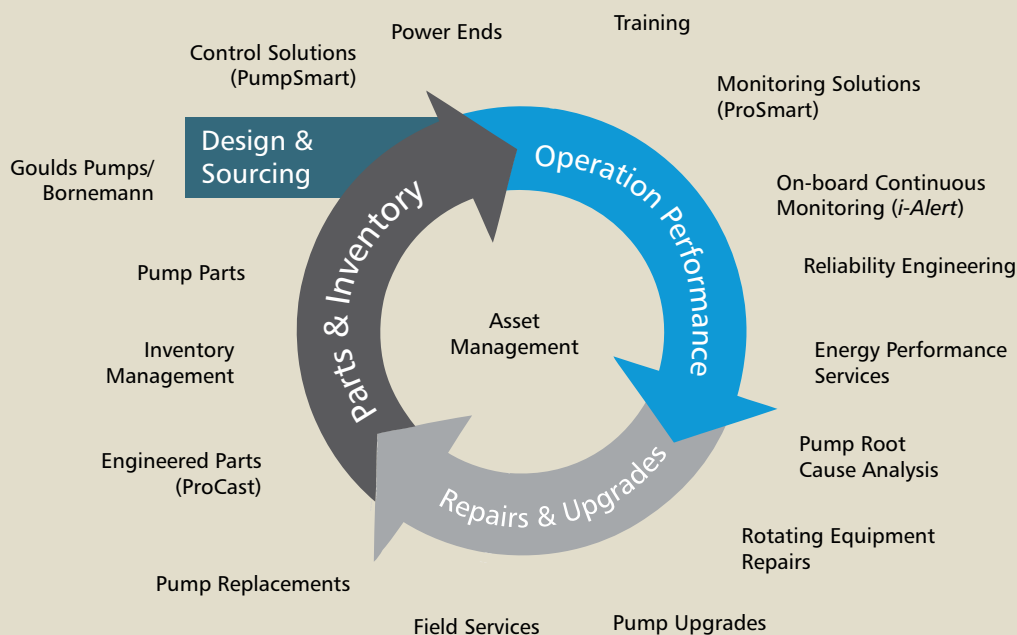 Power Ends
Training
Control Solutions
(PumpSmart)
Monitoring Solutions
(ProSmart)
Design &
Sourcing
Goulds Pumps/
Bornemann
Operation Performance
On-board Continuous
Monitoring (i-Alert)
Pump Parts
Parts & Inventory
Reliability Engineering
Asset
Management
Inventory
Management
Energy Performance
Services
Engineered Parts
(ProCast)
Repairs & Upgrades
Pump Root
Cause Analysis
Rotating Equipment
Repairs
Pump Replacements
Field Services
Pump Upgrades